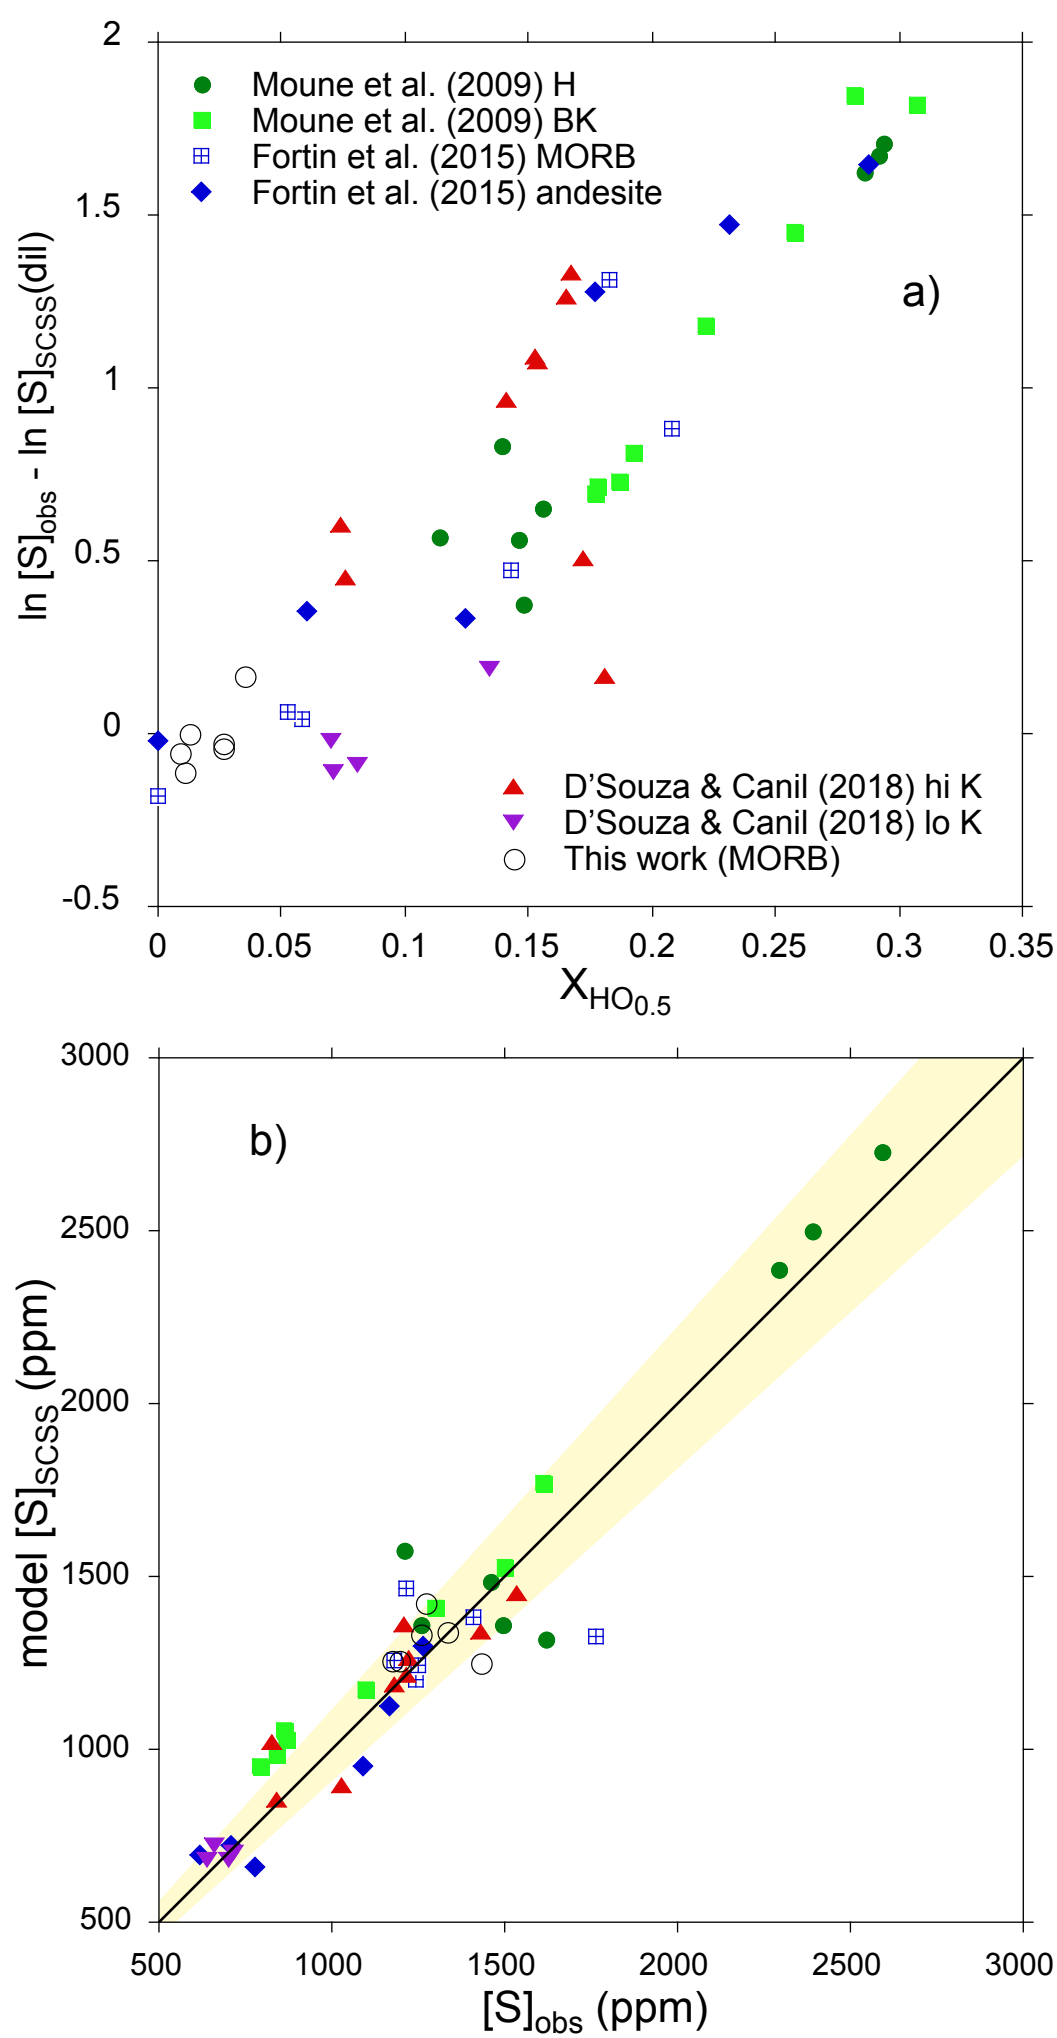 2
1.5
1
0.5
0
-0.5
ln [S]obs - ln [S]SCSS(dil)
Moune et al. (2009) H
Moune et al. (2009) BK
Fortin et al. (2015) MORB
Fortin et al. (2015) andesite
a)
D'Souza & Canil (2018) hi K
D'Souza & Canil (2018) lo K
This work (MORB)
0 0.05 0.1 0.15 0.2 0.25 0.3 0.35
XHO0.5
3000
2500
2000
1500
1000
500
model [S]SCSS (ppm)
b)
500 1000 1500 2000 2500 3000
[S]obs (ppm)